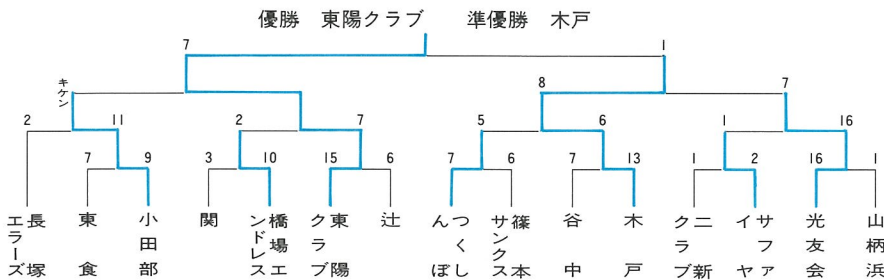 優勝 東陽クラブ 準優勝 木戸
7 1
キケン 8 7
2 11 2 7 5 6 1 16
7 9 3 10 15 6 7 6 7 13 1 2 16 1
長塚エラーズ
東食
小田部
関
橋場エンドレス
東陽クラブ
辻
つくしんぼ
篠本サンクス
谷中
木戸
二新クラブ
サファイヤ
光友会
山柄浜